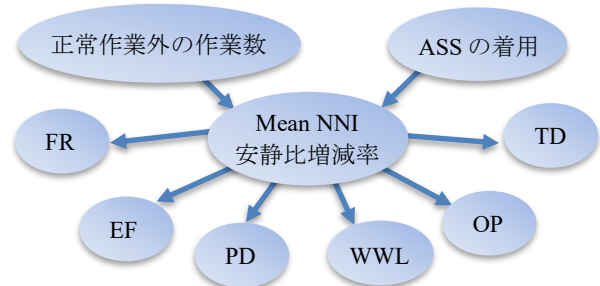 正常作業外の作業数
ASS の着用
Mean NNI
安静比増減率
FR
TD
EF
OP
PD
WWL